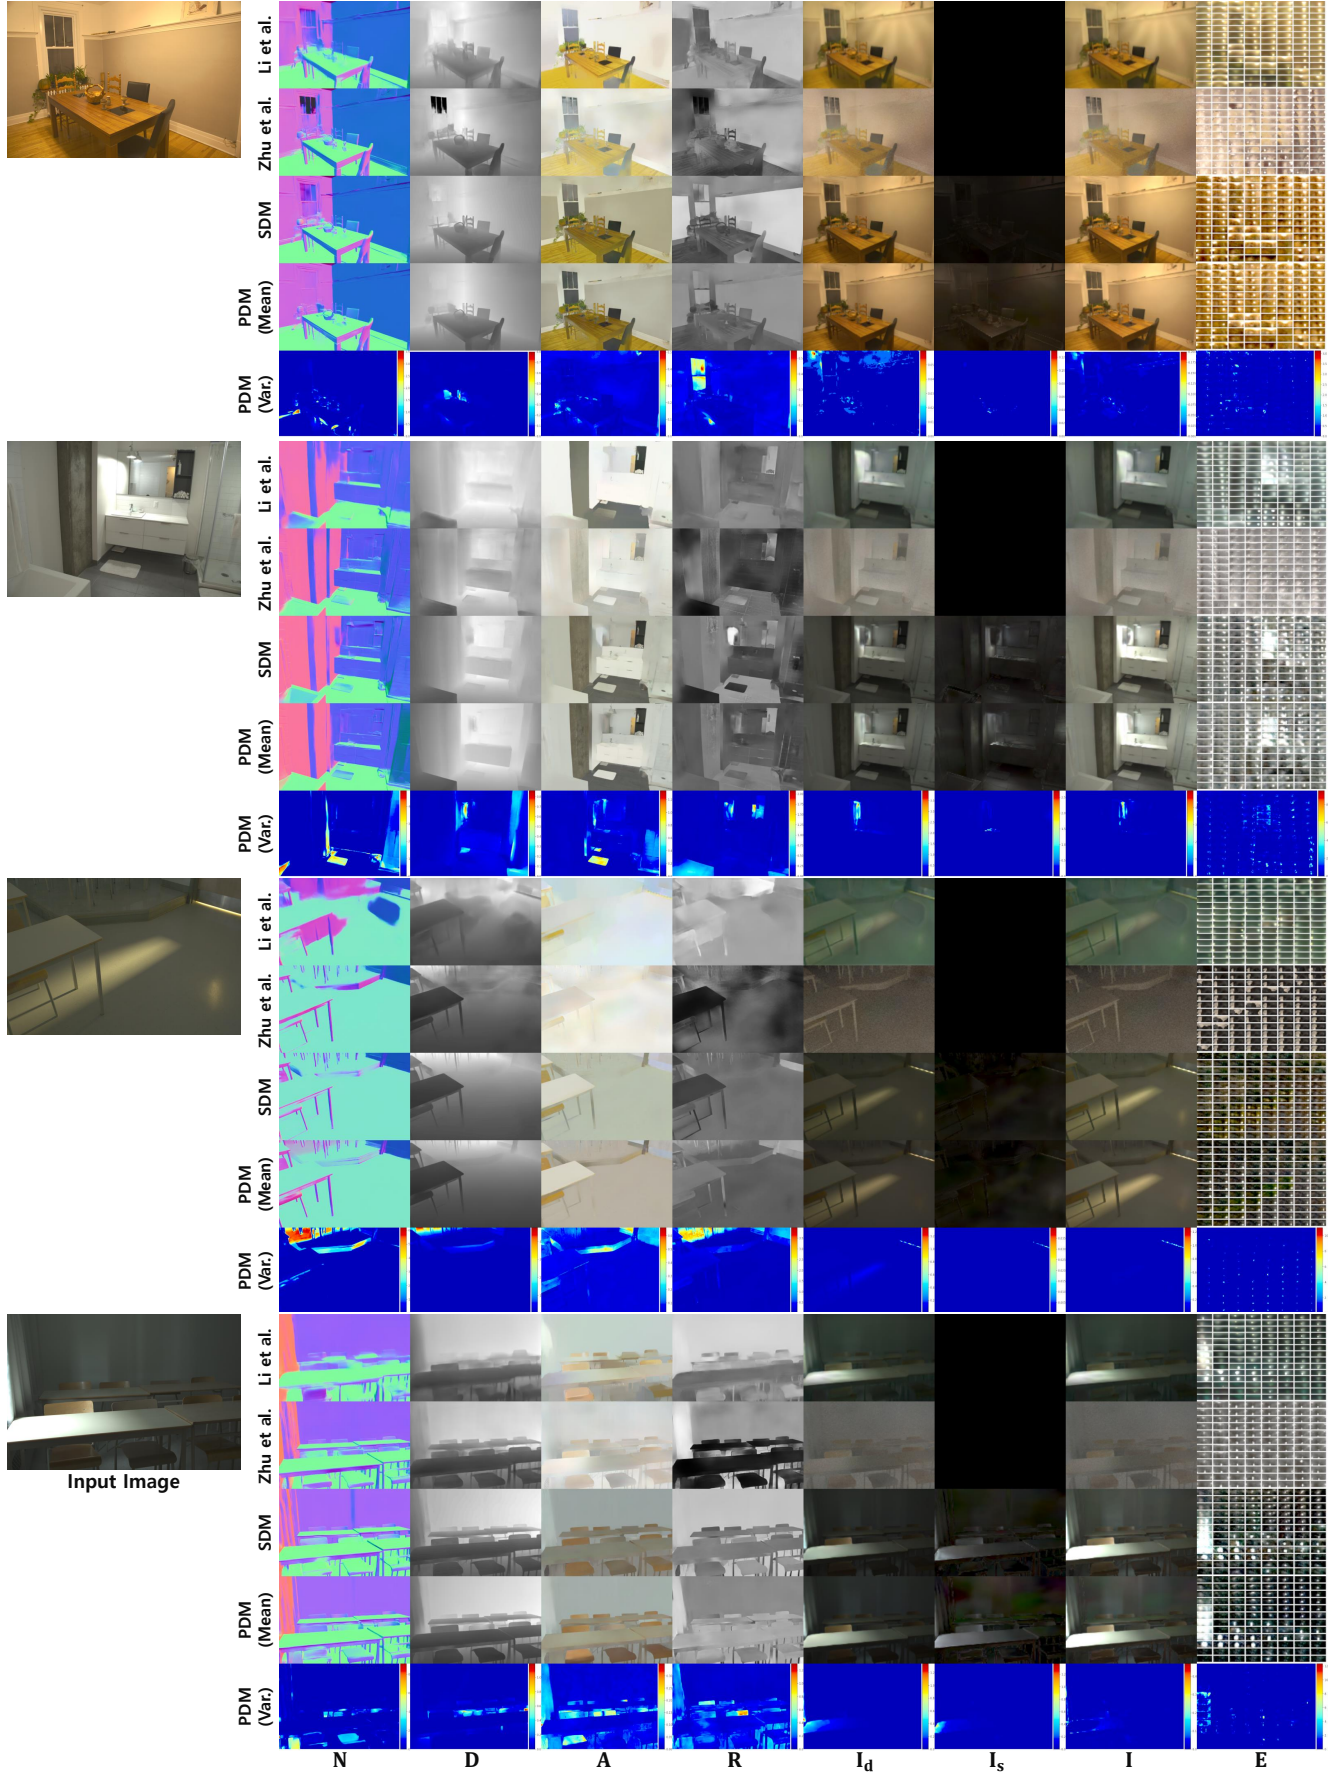 Li et al.
Zhu et al.
SDM
PDM
(Mean)
PDM
(Var.)
Li et al.
Zhu et al.
SDM
PDM
(Mean)
PDM
(Var.)
Li et al.
Zhu et al.
SDM
PDM
(Mean)
PDM
(Var.)
Li et al.
Zhu et al.
SDM
PDM
(Mean)
PDM
(Var.)
Input Image
N D A R I_d I_s I E